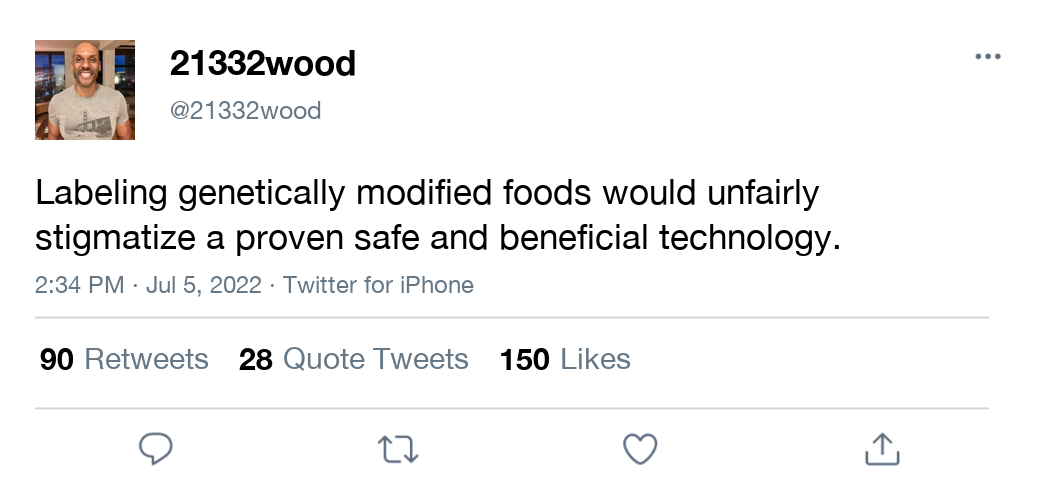 21332wood
@21332wood
Labeling genetically modified foods would unfairly
stigmatize a proven safe and beneficial technology.
2:34 PM · Jul 5, 2022 · Twitter for iPhone
90 Retweets 28 Quote Tweets 150 Likes